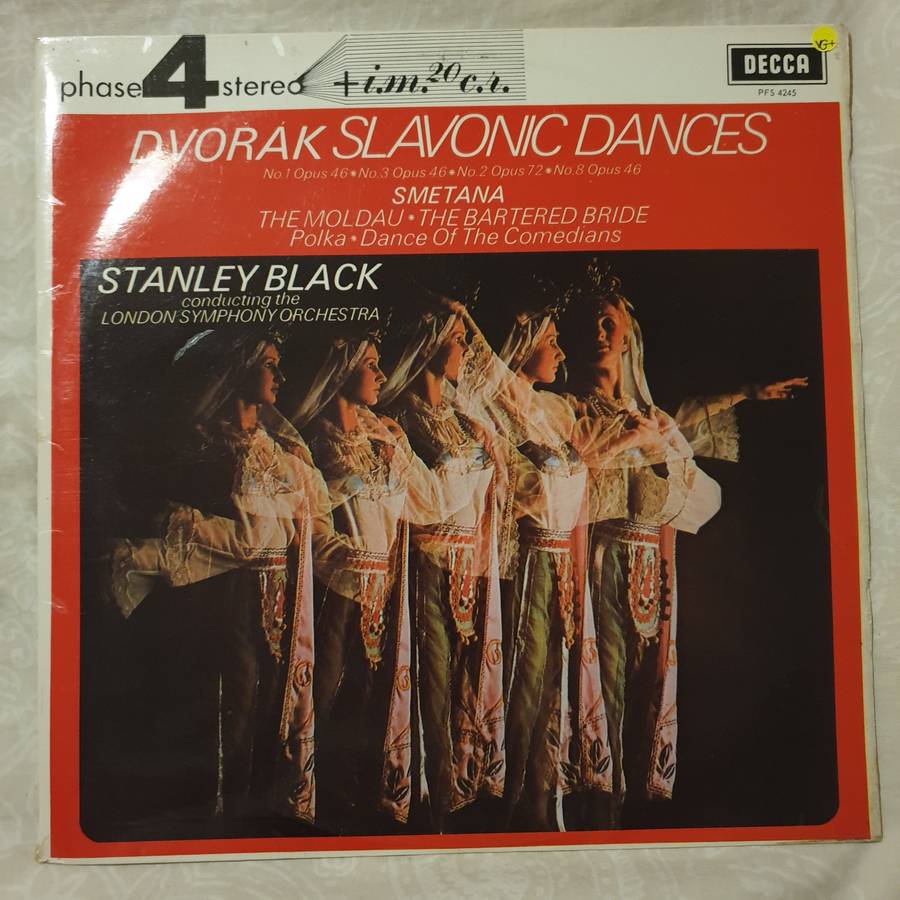 phase 4 stereo
+i.m.20 c.r.
VG+
DECCA
PFS 4245
DVORÁK SLAVONIC DANCES
No.1 Opus 46•No.3 Opus 46•No.2 Opus 72•No.8 Opus 46
SMETANA
THE MOLDAU•THE BARTERED BRIDE
Polka•Dance Of The Comedians
STANLEY BLACK
conducting the
LONDON SYMPHONY ORCHESTRA